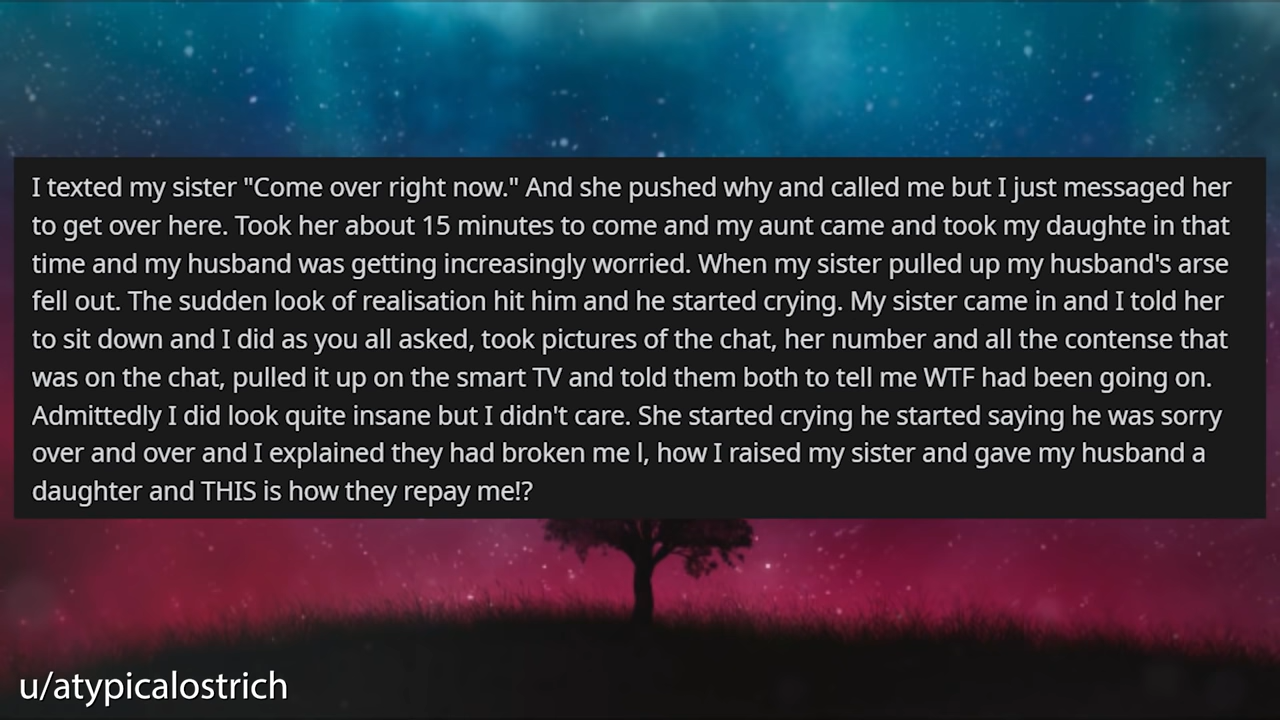 I texted my sister "Come over right now." And she pushed why and called me but I just messaged her
to get over here. Took her about 15 minutes to come and my aunt came and took my daughte in that
time and my husband was getting increasingly worried. When my sister pulled up my husband's arse
fell out. The sudden look of realisation hit him and he started crying. My sister came in and I told her
to sit down and I did as you all asked, took pictures of the chat, her number and all the contense that
was on the chat, pulled it up on the smart TV and told them both to tell me WTF had been going on.
Admittedly I did look quite insane but I didn't care. She started crying he started saying he was sorry
over and over and I explained they had broken me l, how I raised my sister and gave my husband a
daughter and THIS is how they repay me!?
u/atypicalostrich